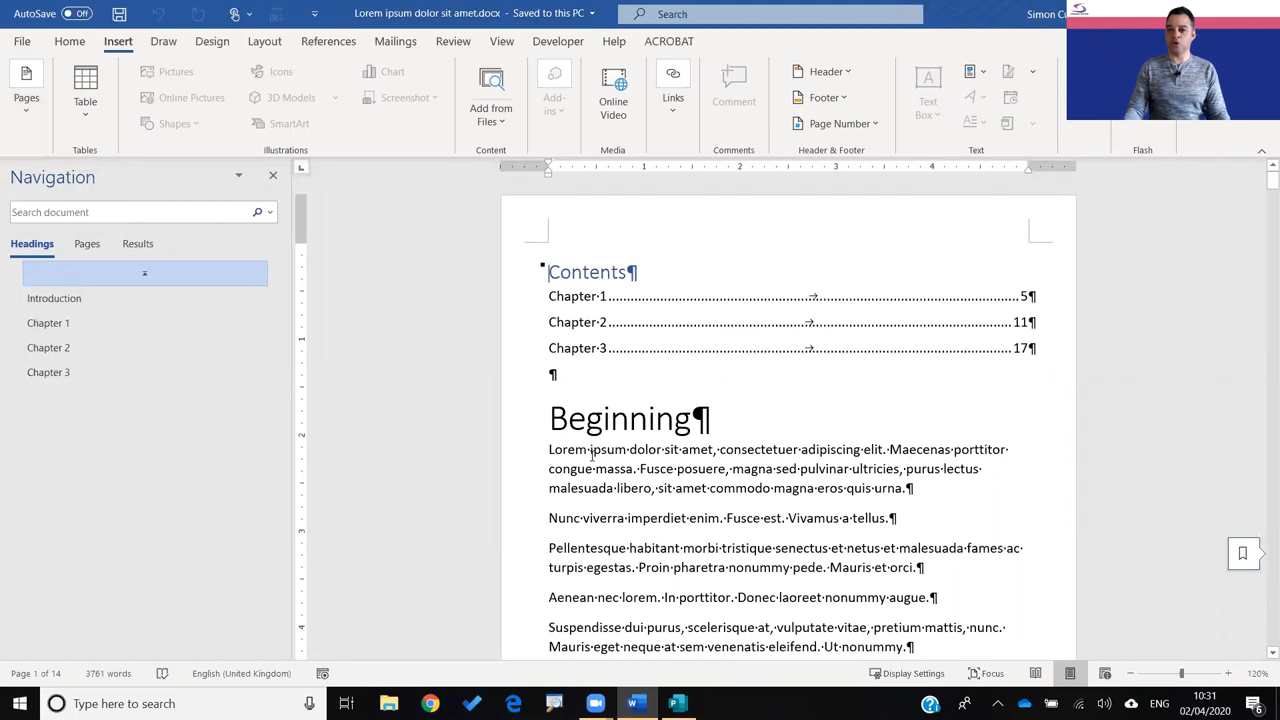 AutoSave Off
Lorem ipsum dolor sit amet.docx - Saved to this PC
Search
File Home Insert Draw Design Layout References Mailings Review View Developer Help ACROBAT
Pages
Table
Tables
Pictures
Online Pictures
Shapes
Icons
3D Models
SmartArt
Chart
Screenshot
Illustrations
Add from Files
Content
Add-ins
Online Video
Media
Links
Comment
Comments
Header
Footer
Page Number
Header & Footer
Text Box
Text
Flash
Navigation
Search document
Headings Pages Results
Introduction
Chapter 1
Chapter 2
Chapter 3
1 2 3 4
1
2
3
4
Contents¶
Chapter·1 → 5¶
Chapter·2 → 11¶
Chapter·3 → 17¶
¶
Beginning¶
Lorem·ipsum·dolor·sit·amet,·consectetuer·adipiscing·elit.·Maecenas·porttitor·
congue·massa.·Fusce·posuere,·magna·sed·pulvinar·ultricies,·purus·lectus·
malesuada·libero,·sit·amet·commodo·magna·eros·quis·urna.¶
Nunc·viverra·imperdiet·enim.·Fusce·est.·Vivamus·a·tellus.¶
Pellentesque·habitant·morbi·tristique·senectus·et·netus·et·malesuada·fames·ac·
turpis·egestas.·Proin·pharetra·nonummy·pede.·Mauris·et·orci.¶
Aenean·nec·lorem.·In·porttitor.·Donec·laoreet·nonummy·augue.¶
Suspendisse·dui·purus,·scelerisque·at,·vulputate·vitae,·pretium·mattis,·nunc.·
Mauris·eget·neque·at·sem·venenatis·eleifend.·Ut·nonummy.¶
Page 1 of 14 3761 words English (United Kingdom) Display Settings Focus 120%
Type here to search
ENG
10:31
02/04/2020
6